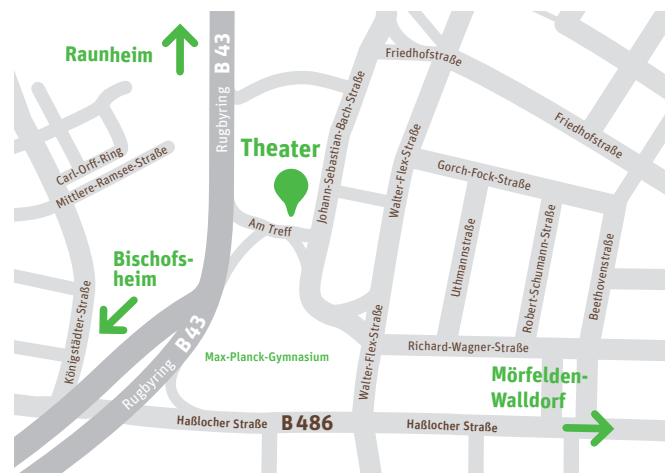 Raunheim
Rugbyring B 43
Friedhofstraße
Friedhofstraße
Carl-Orff-Ring
Mittlere-Ramsee-Straße
Theater
Johann-Sebastian-Bach-Straße
Walter-Flex-Straße
Gorch-Fock-Straße
Am Treff
Uthmannstraße
Robert-Schumann-Straße
Beethovenstraße
Bischofs-
heim
Königstädter-Straße
Rugbyring B 43
Max-Planck-Gymnasium
Walter-Flex-Straße
Richard-Wagner-Straße
Mörfelden-
Walldorf
Haßlocher Straße B 486
Haßlocher Straße